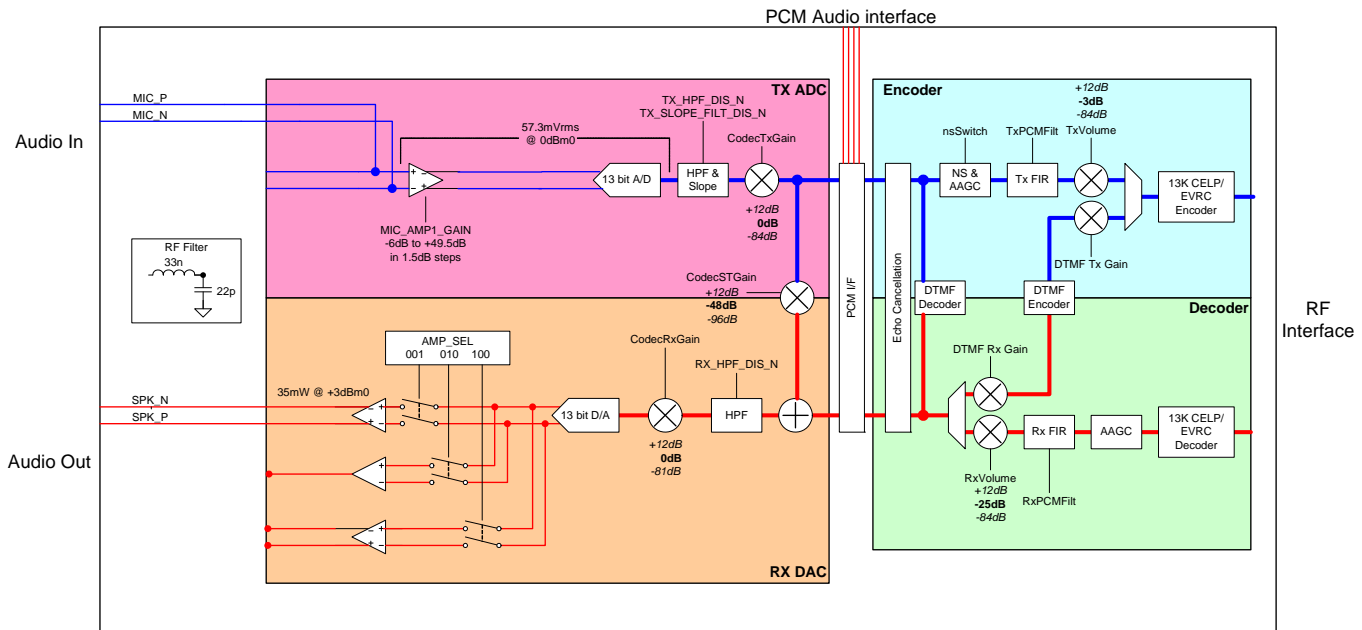 PCM Audio interface
Audio In
MIC_P
MIC_N
TX ADC
57.3mVrms
@ 0dBm0
TX_HPF_DIS_N
TX_SLOPE_FILT_DIS_N
CodecTxGain
+
−
−
+
13 bit A/D
HPF &
Slope
+12dB
0dB
-84dB
MIC_AMP1_GAIN
-6dB to +49.5dB
in 1.5dB steps
RF Filter
33n
22p
CodecSTGain
+12dB
-48dB
-96dB
PCM I/F
Echo Cancellation
Encoder
nsSwitch
TxPCMFilt
+12dB
-3dB
-84dB
TxVolume
NS &
AAGC
Tx FIR
13K CELP/
EVRC
Encoder
DTMF Tx Gain
DTMF
Decoder
DTMF
Encoder
Decoder
RF
Interface
AMP_SEL
001 010 100
35mW @ +3dBm0
SPK_N
SPK_P
Audio Out
+
−
+
−
+
−
13 bit D/A
CodecRxGain
+12dB
0dB
-81dB
RX_HPF_DIS_N
HPF
RX DAC
DTMF Rx Gain
RxVolume
+12dB
-25dB
-84dB
Rx FIR
RxPCMFilt
AAGC
13K CELP/
EVRC
Decoder